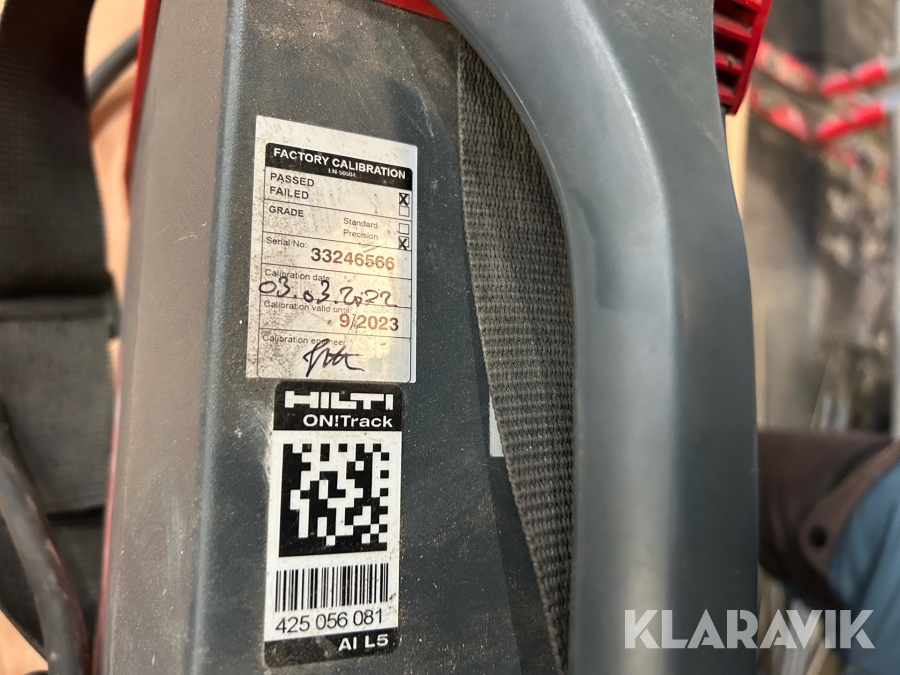 FACTORY CALIBRATION
EN 50504
PASSED X
FAILED
GRADE
Standard
Precision X
Serial No: 33246566
Calibration date:
03.03.2022
Calibration valid until:
9/2023
Calibration engineer
HILTI
ON!Track
425 056 081
AI L5
KLARAVIK